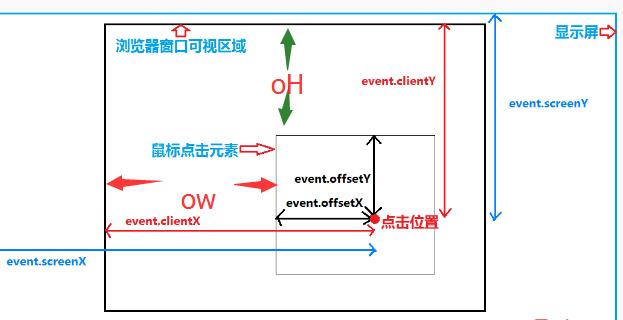 显示屏
浏览器窗口可视区域
oH
event.clientY
event.screenY
鼠标点击元素
event.offsetY
ow
event.offsetX
event.clientX
点击位置
event.screenX